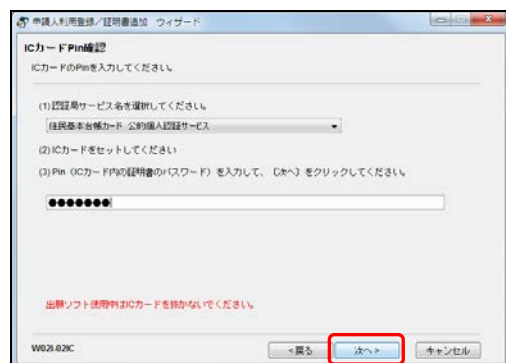 申請人利用登録／証明書追加 ウィザード
ICカードPin確認
ICカードのPinを入力してください。
(1)認証局サービス名を選択してください。
住民基本台帳カード 公的個人認証サービス
(2)ICカードをセットしてください
(3)Pin（ICカード内の証明書のパスワード）を入力して、［次へ］をクリックしてください。
●●●●●●●
出願ソフト使用中はICカードを抜かないでください。
W021-02IC
<戻る
次へ>
キャンセル